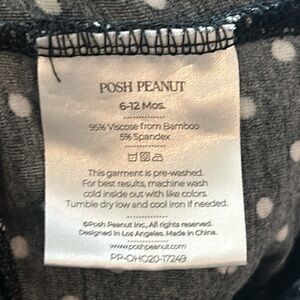 POSH PEANUT
6-12 Mos.
95% Viscose from Bamboo
5% Spandex
This garment is pre-washed.
For best results, machine wash
cold inside out with like colors.
Tumble dry low and cool iron if needed.
©Posh Peanut Inc., All rights reserved.
Designed in Los Angeles. Made in China.
www.poshpeanut.com
PP-OHO20-17249